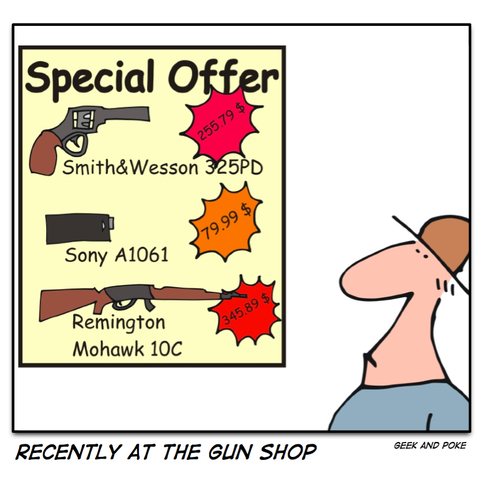 Special Offer
255.79 $
Smith&Wesson 325PD
79.99 $
Sony A1061
345.89 $
Remington
Mohawk 10C
RECENTLY AT THE GUN SHOP
GEEK AND POKE